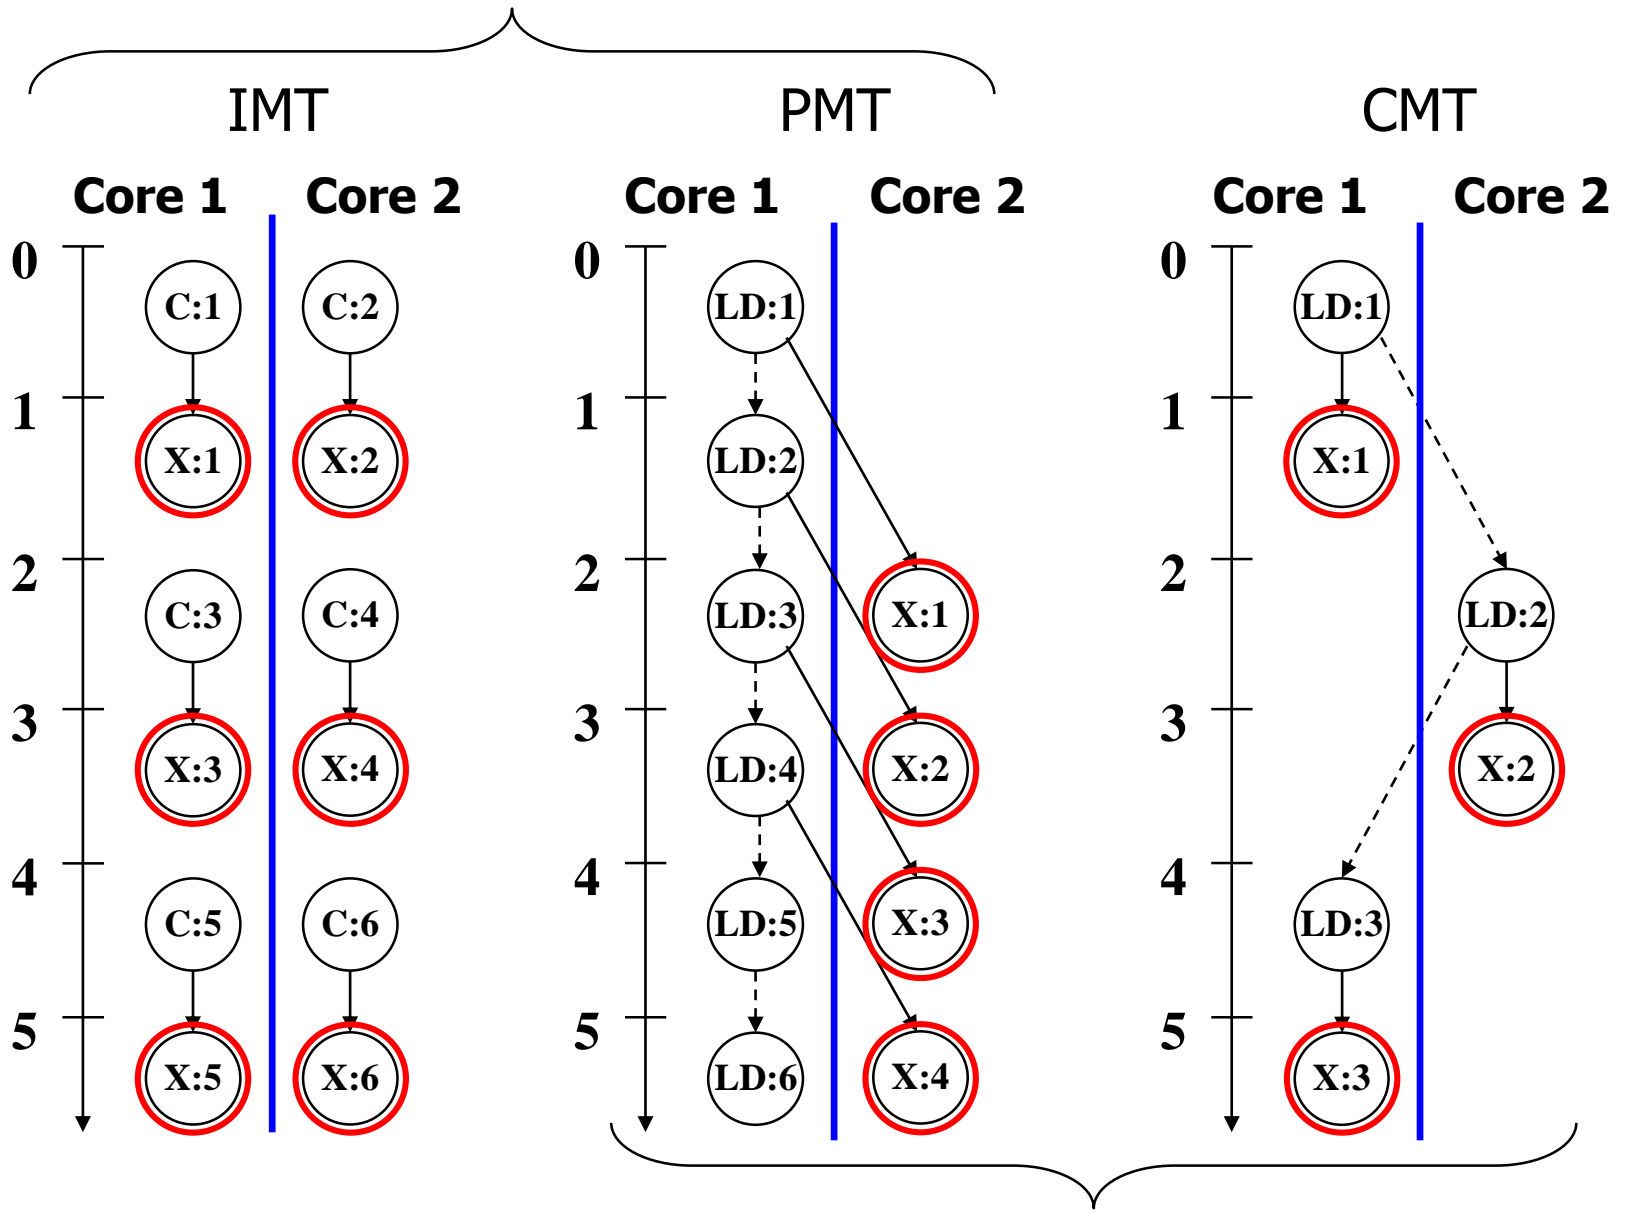 IMT PMT CMT
Core 1 Core 2 Core 1 Core 2 Core 1 Core 2
0 C:1 C:2 0 LD:1 0 LD:1
1 X:1 X:2 1 LD:2 1 X:1
2 C:3 C:4 2 LD:3 X:1 2 LD:2
3 X:3 X:4 3 LD:4 X:2 3 X:2
4 C:5 C:6 4 LD:5 X:3 4 LD:3
5 X:5 X:6 5 LD:6 X:4 5 X:3